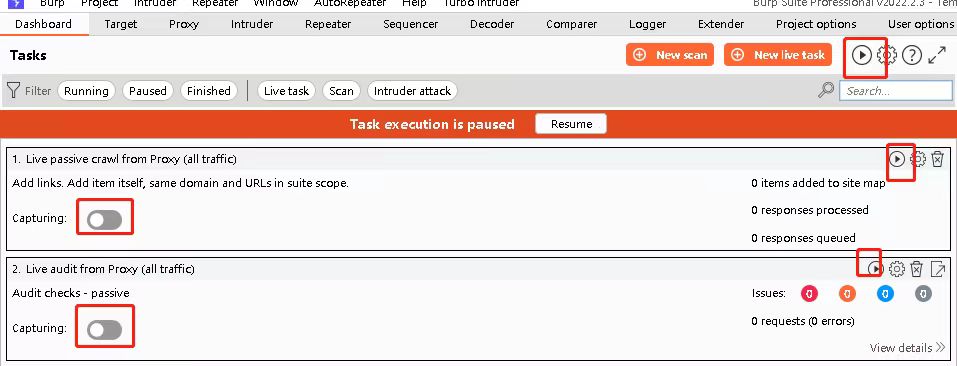 Burp Project Intruder Repeater Window AutoRepeater Help Turbo Intruder Burp Suite Professional v2022.2.3 - Tem
Dashboard Target Proxy Intruder Repeater Sequencer Decoder Comparer Logger Extender Project options User options
Tasks New scan New live task
Filter Running Paused Finished Live task Scan Intruder attack Search...
Task execution is paused Resume
1. Live passive crawl from Proxy (all traffic)
Add links. Add item itself, same domain and URLs in suite scope. 0 items added to site map
Capturing: 0 responses processed
0 responses queued
2. Live audit from Proxy (all traffic)
Audit checks - passive Issues: 0 0 0 0
Capturing: 0 requests (0 errors)
View details